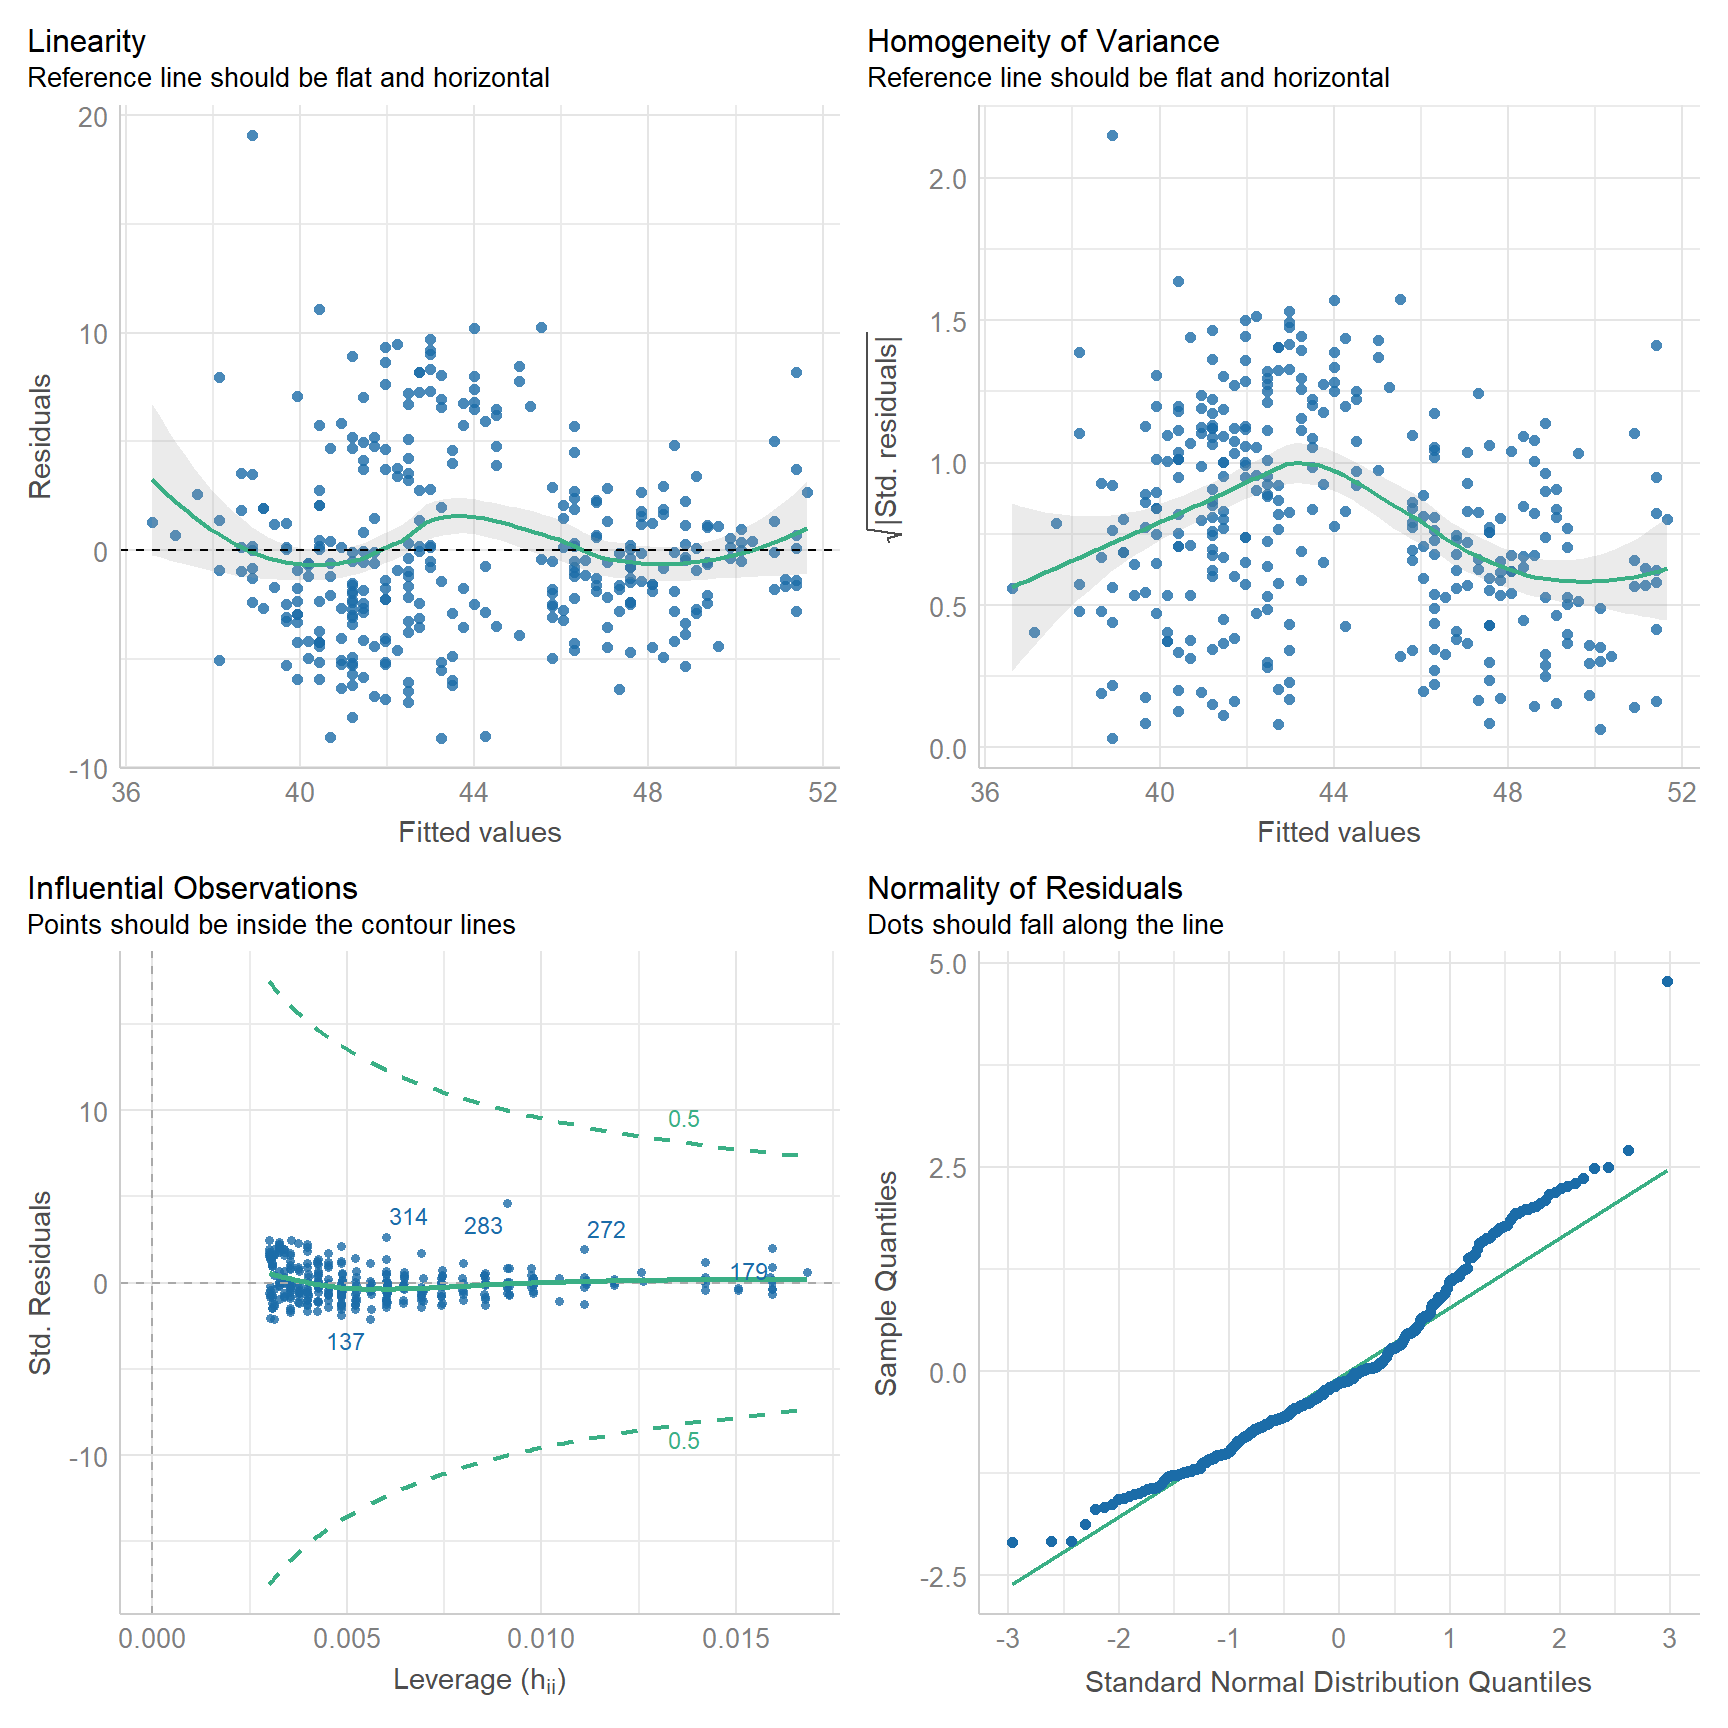 Linearity
Reference line should be flat and horizontal
20
10
0
-10
36
40
44
48
52
Residuals
Fitted values
Homogeneity of Variance
Reference line should be flat and horizontal
2.0
1.5
1.0
0.5
0.0
36
40
44
48
52
√|Std. residuals|
Fitted values
Influential Observations
Points should be inside the contour lines
10
0
-10
0.5
314
283
272
179
137
0.5
0.000
0.005
0.010
0.015
Std. Residuals
Leverage (hii)
Normality of Residuals
Dots should fall along the line
5.0
2.5
0.0
-2.5
-3
-2
-1
0
1
2
3
Sample Quantiles
Standard Normal Distribution Quantiles